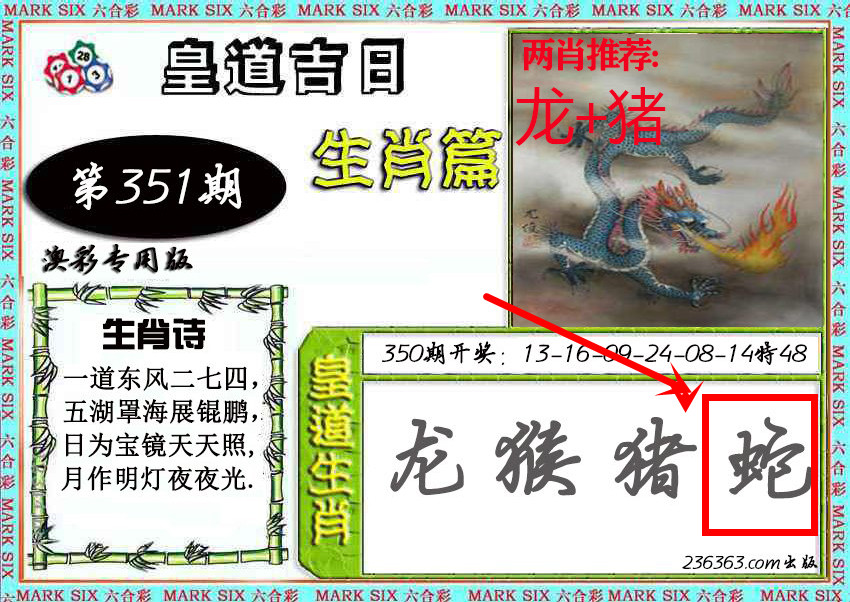 MARK SIX 六合彩 MARK SIX 六合彩 MARK SIX 六合彩 MARK SIX 六合彩 MARK SIX 六合彩 MARK SIX 六合彩
皇道吉日
生肖篇
第351期
澳彩专用版
两肖推荐:
龙+猪
生肖诗
一道东风二七四，
五湖罩海展锟鹏，
日为宝镜天天照，
月作明灯夜夜光.
350期开奖：13-16-09-24-08-14特48
皇道生肖
龙 猴 猪 蛇
236363.com出版
MARK SIX 六合彩 MARK SIX 六合彩 MARK SIX 六合彩 MARK SIX 六合彩 MARK SIX 六合彩 MARK SIX 六合彩